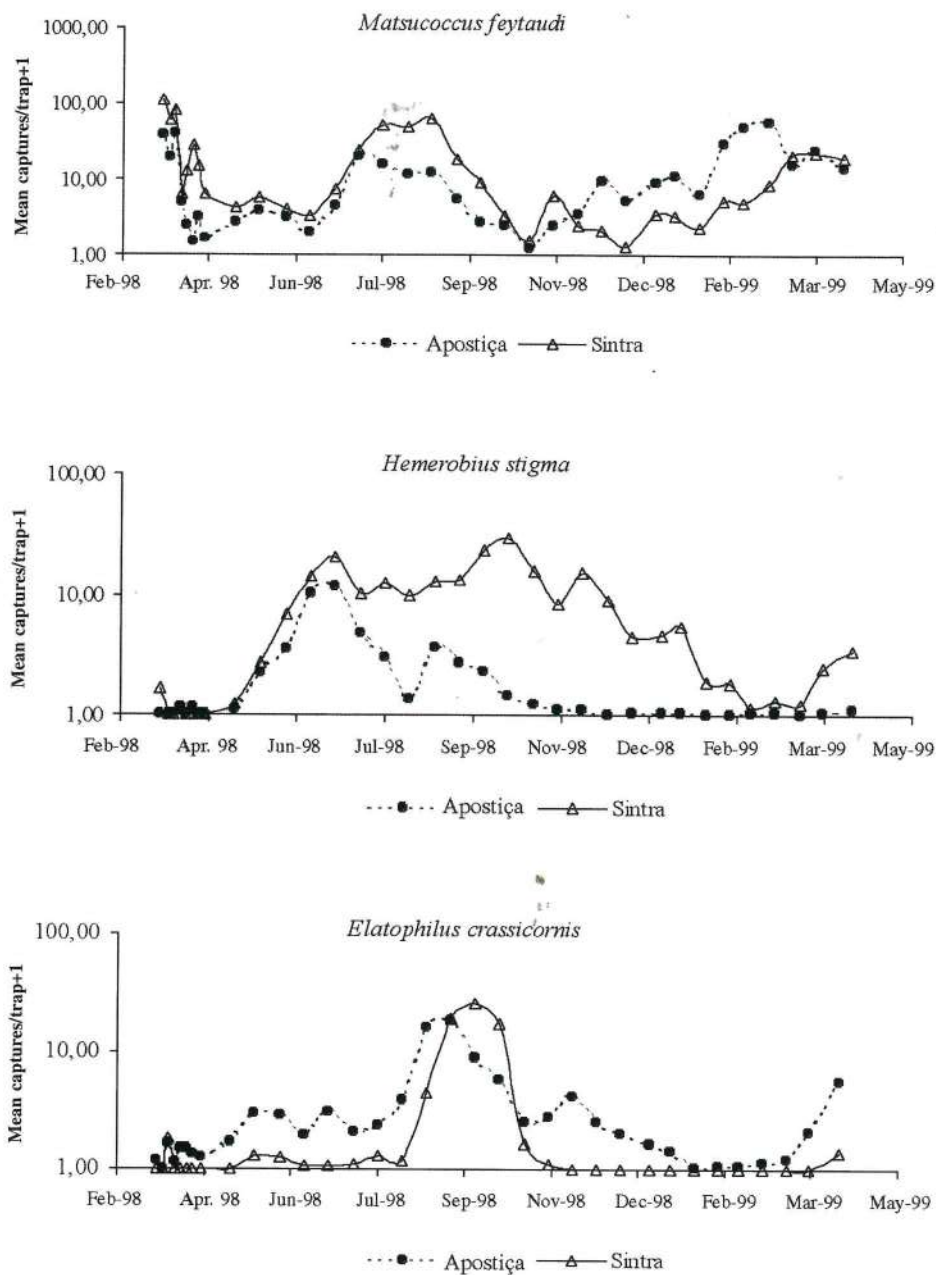 Matsucoccus feytaudi
Mean captures/trap+1
1000,00
100,00
10,00
1,00
Feb-98 Apr. 98 Jun-98 Jul-98 Sep-98 Nov-98 Dec-98 Feb-99 Mar-99 May-99
Apostiça Sintra
Hemerobius stigma
Mean captures/trap+1
100,00
10,00
1,00
Feb-98 Apr. 98 Jun-98 Jul-98 Sep-98 Nov-98 Dec-98 Feb-99 Mar-99 May-99
Apostiça Sintra
Elatophilus crassicornis
Mean captures/trap+1
100,00
10,00
1,00
Feb-98 Apr. 98 Jun-98 Jul-98 Sep-98 Nov-98 Dec-98 Feb-99 Mar-99 May-99
Apostiça Sintra